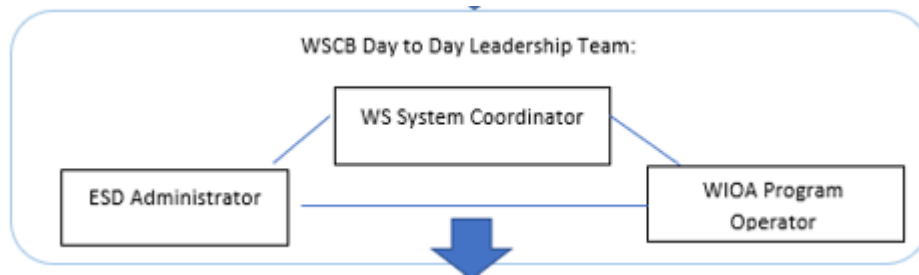 WSCB Day to Day Leadership Team:
WS System Coordinator
ESD Administrator
WIOA Program
Operator